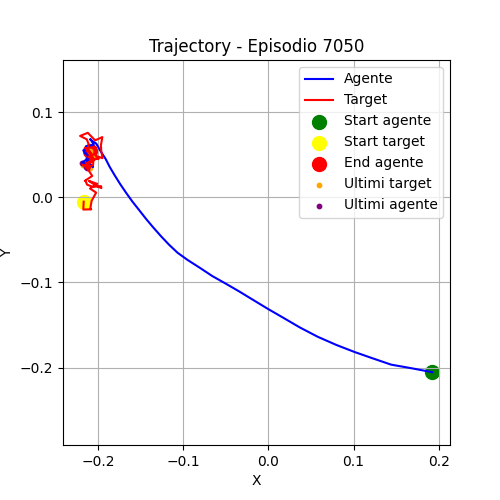 Trajectory - Episodio 7050
Agente
Target
Start agente
Start target
End agente
Ultimi target
Ultimi agente
0.1
0.0
−0.1
−0.2
Y
−0.2
−0.1
0.0
0.1
0.2
X